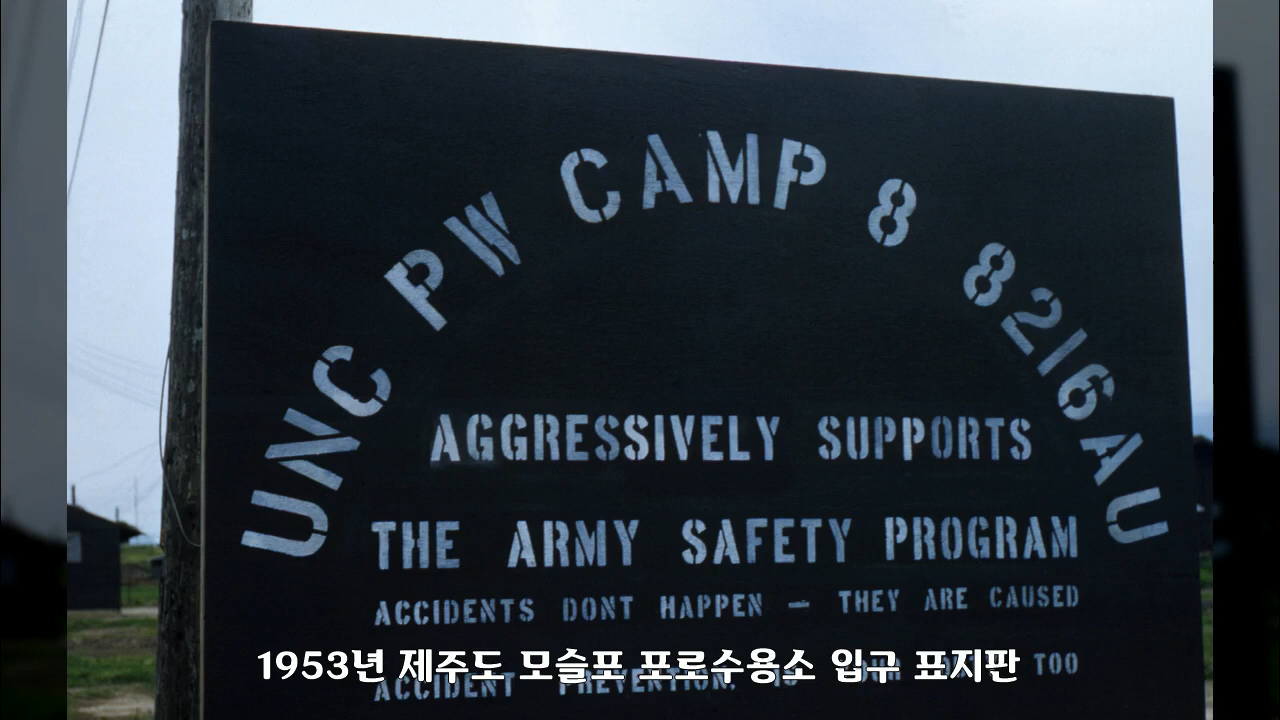 UNC PW CAMP 8 8216AU
AGGRESSIVELY SUPPORTS
THE ARMY SAFETY PROGRAM
ACCIDENTS DONT HAPPEN – THEY ARE CAUSED
ACCIDENT PREVENTION, TOO
1953년 제주도 모슬포 포로수용소 입구 표지판